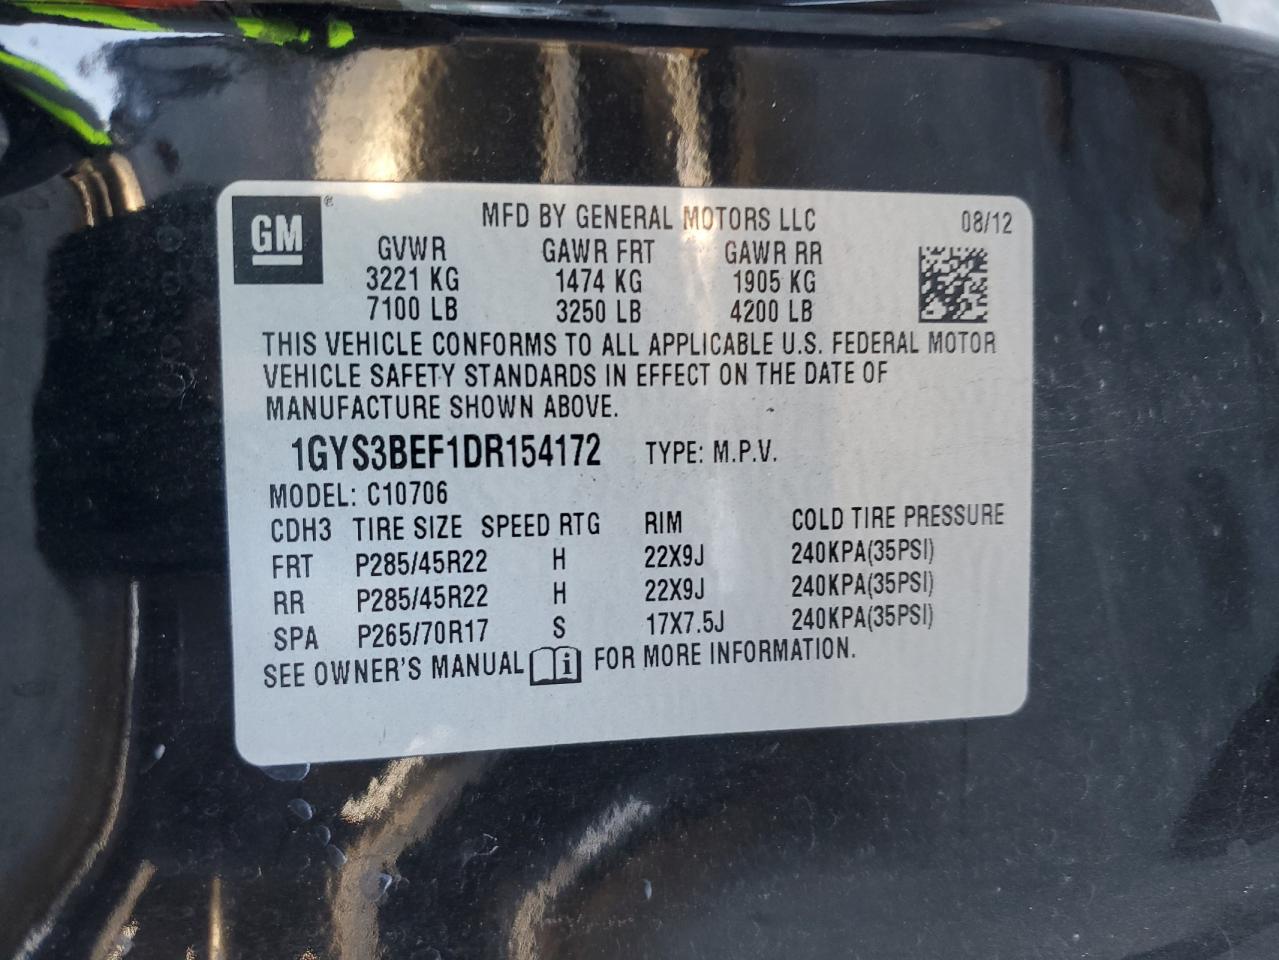 GM ®
MFD BY GENERAL MOTORS LLC 08/12
GVWR GAWR FRT GAWR RR
3221 KG 1474 KG 1905 KG
7100 LB 3250 LB 4200 LB
THIS VEHICLE CONFORMS TO ALL APPLICABLE U.S. FEDERAL MOTOR
VEHICLE SAFETY STANDARDS IN EFFECT ON THE DATE OF
MANUFACTURE SHOWN ABOVE.
1GYS3BEF1DR154172 TYPE: M.P.V.
MODEL: C10706
CDH3 TIRE SIZE SPEED RTG RIM COLD TIRE PRESSURE
FRT P285/45R22 H 22X9J 240KPA(35PSI)
RR P285/45R22 H 22X9J 240KPA(35PSI)
SPA P265/70R17 S 17X7.5J 240KPA(35PSI)
SEE OWNER'S MANUAL FOR MORE INFORMATION.